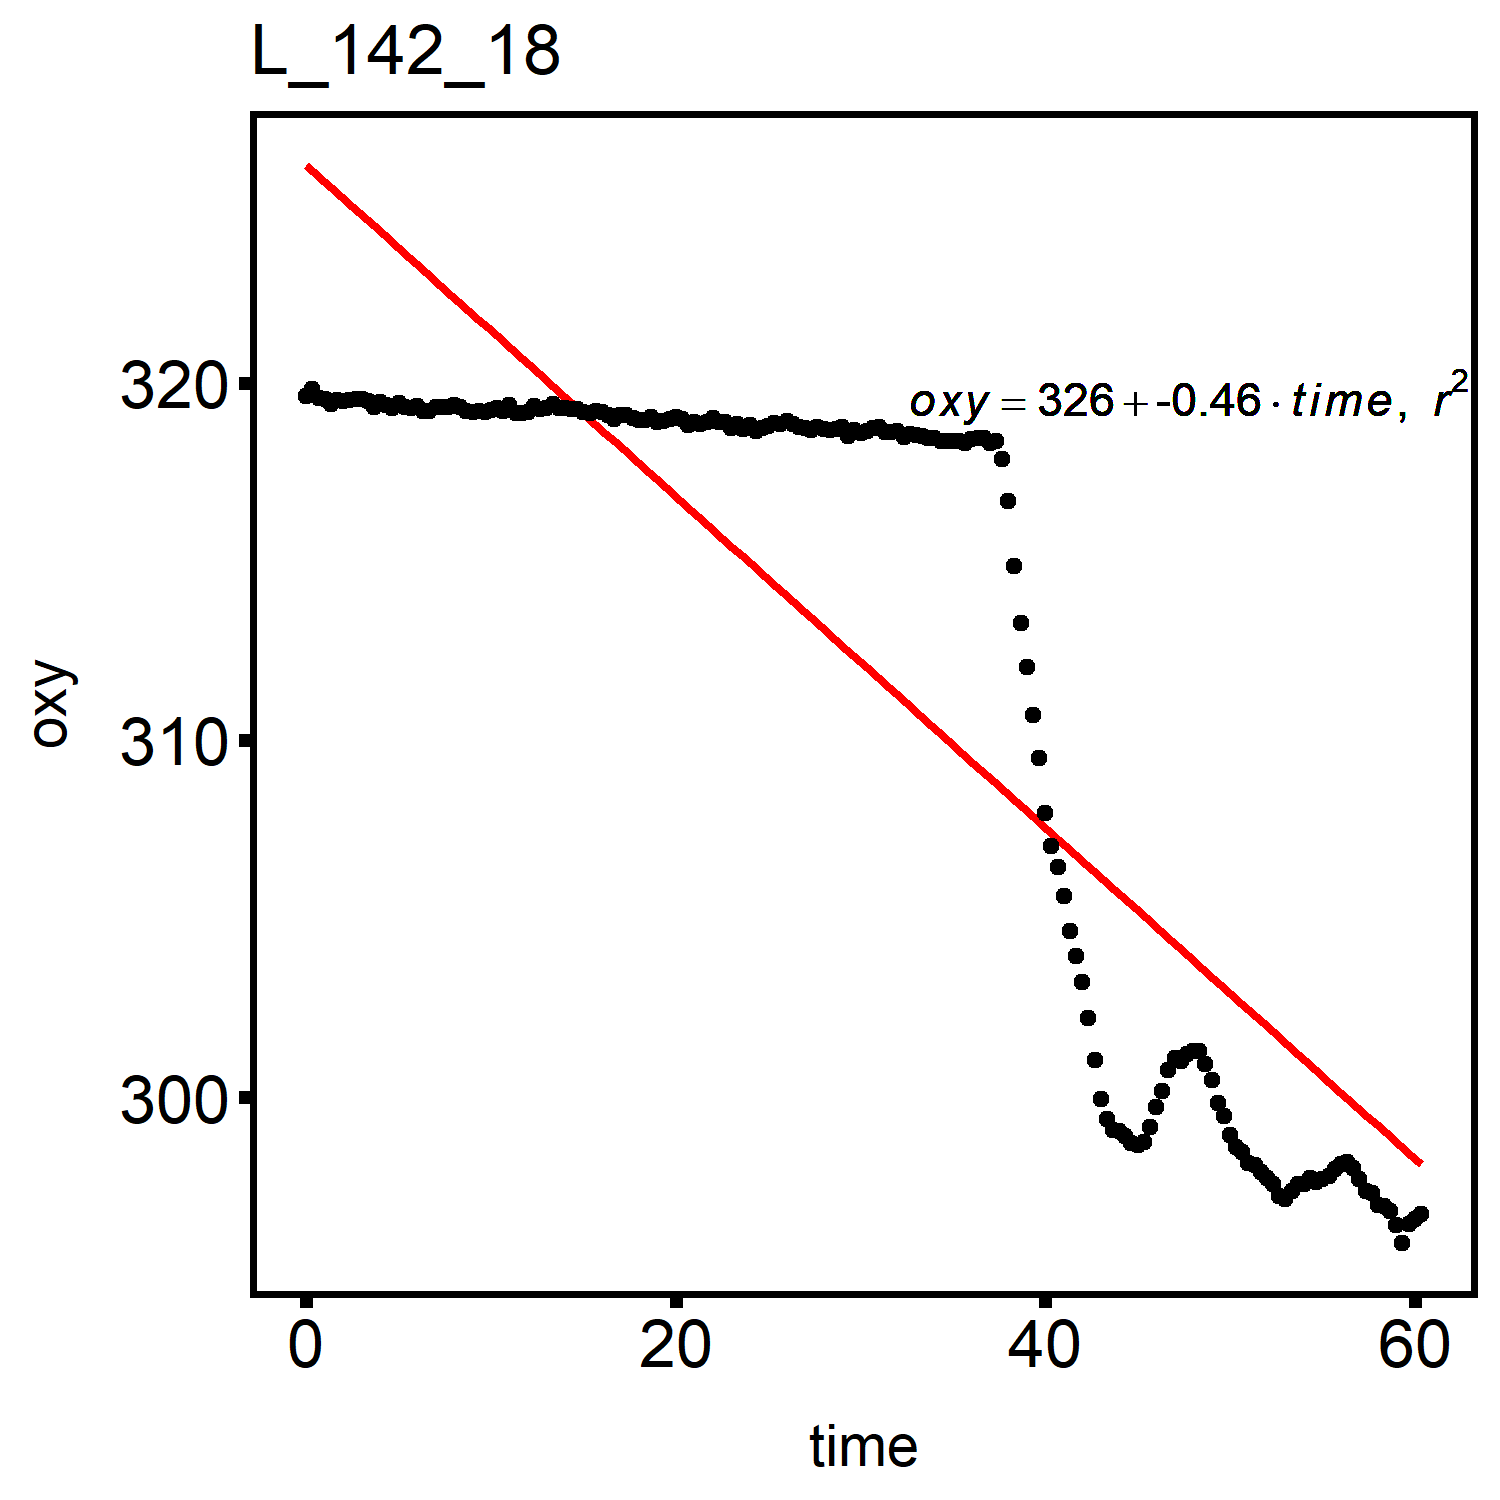 L_142_18
oxy = 326 + -0.46 · time, r²
320
310
300
oxy
0 20 40 60
time